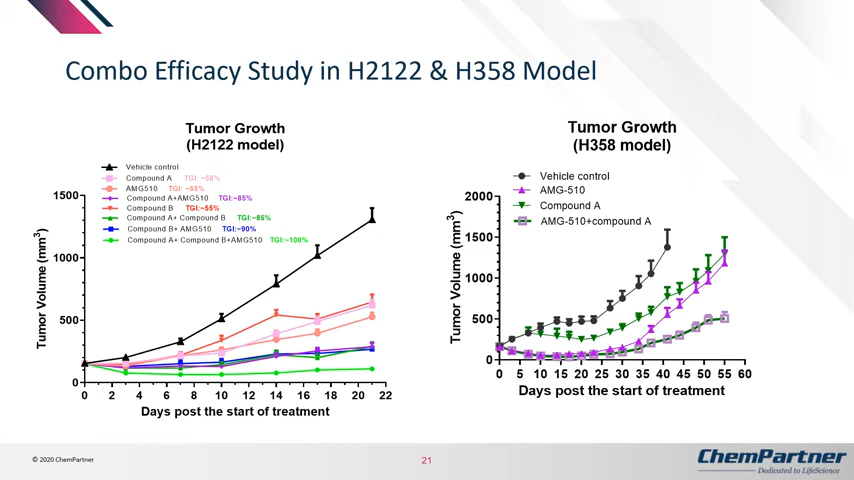 Combo Efficacy Study in H2122 & H358 Model
Tumor Growth
(H2122 model)
Vehicle control
Compound A TGI: ~58%
AMG510 TGI: ~65%
Compound A+AMG510 TGI:~85%
Compound B TGI:~55%
Compound A+ Compound B TGI:~85%
Compound B+ AMG510 TGI:~90%
Compound A+ Compound B+AMG510 TGI:~100%
Tumor Volume (mm3)
1500
1000
500
0
0 2 4 6 8 10 12 14 16 18 20 22
Days post the start of treatment
Tumor Growth
(H358 model)
Vehicle control
AMG-510
Compound A
AMG-510+compound A
Tumor Volume (mm3)
2000
1500
1000
500
0
0 5 10 15 20 25 30 35 40 45 50 55 60
Days post the start of treatment
© 2020 ChemPartner
21
ChemPartner
Dedicated to LifeScience